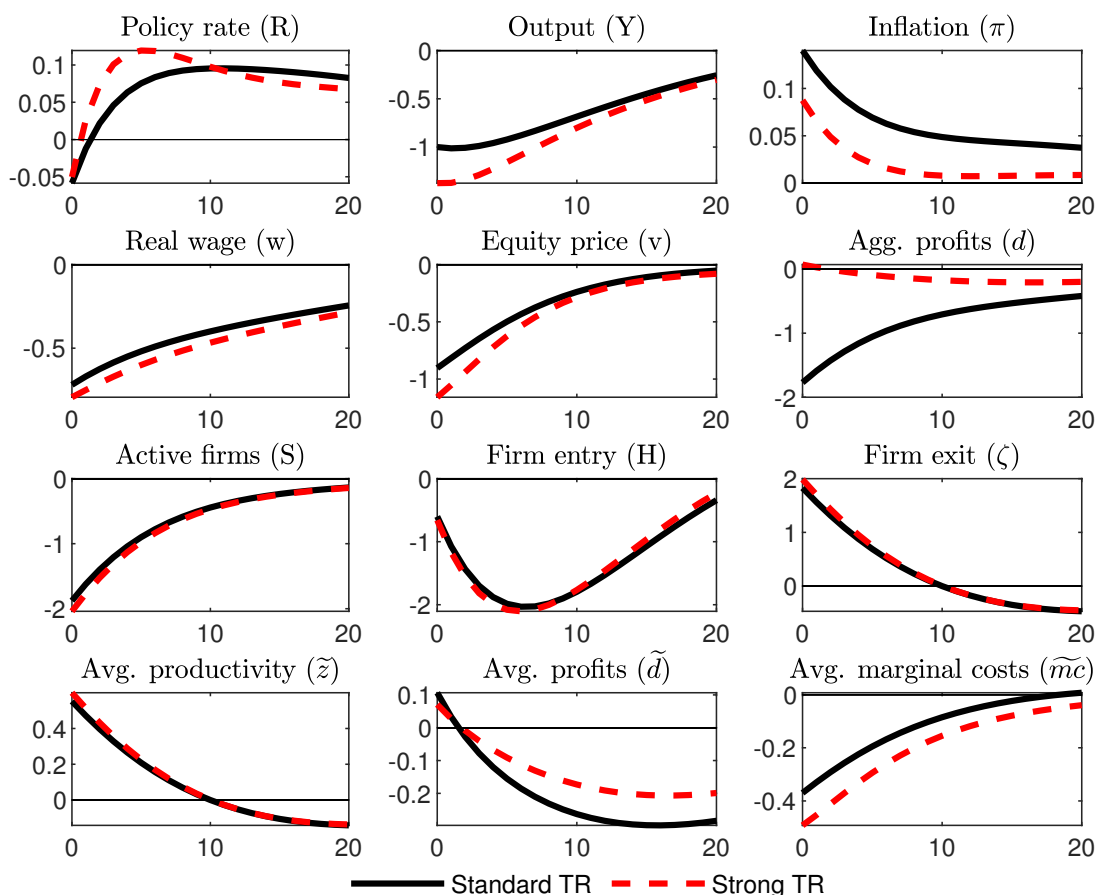 Policy rate (R)
Output (Y)
Inflation (π)
0.1
0.05
0
-0.05
0 10 20
0
-0.5
-1
0 10 20
0.1
0.05
0
0 10 20
Real wage (w)
Equity price (v)
Agg. profits (d)
0
-0.5
0 10 20
0
-0.5
-1
0 10 20
0
-1
-2
0 10 20
Active firms (S)
Firm entry (H)
Firm exit (ζ)
0
-1
-2
0 10 20
0
-1
-2
0 10 20
2
1
0
0 10 20
Avg. productivity (z̃)
Avg. profits (d̃)
Avg. marginal costs (m͠c)
0.4
0.2
0
0 10 20
0.1
0
-0.1
-0.2
0 10 20
0
-0.2
-0.4
0 10 20
Standard TR
Strong TR